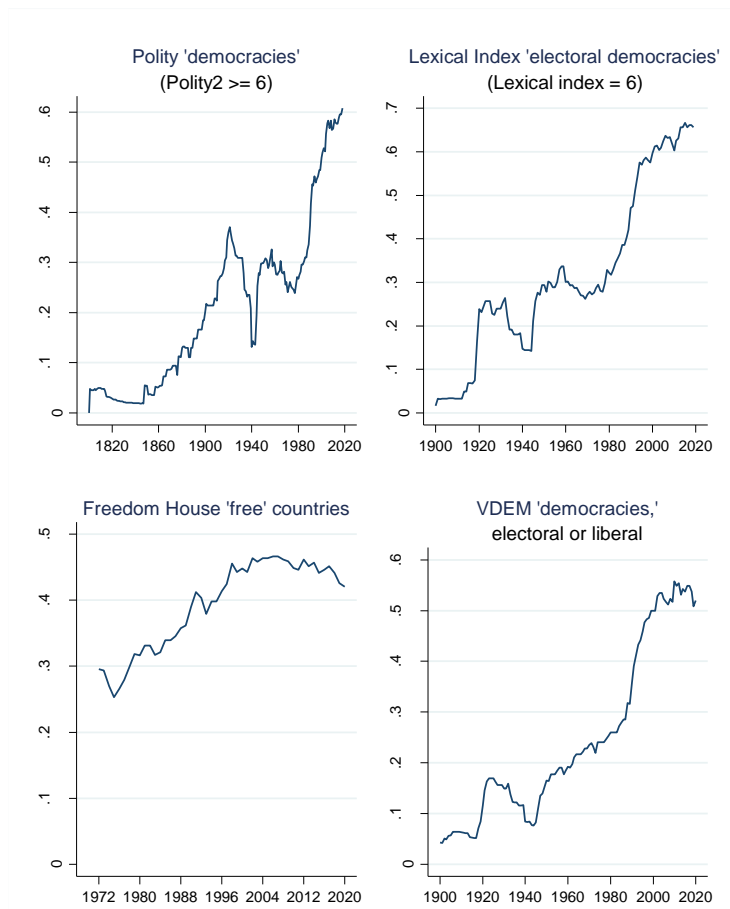 Polity 'democracies'
(Polity2 >= 6)
.6
.5
.4
.3
.2
.1
0
1820 1860 1900 1940 1980 2020
Lexical Index 'electoral democracies'
(Lexical index = 6)
.7
.6
.5
.4
.3
.2
.1
0
1900 1920 1940 1960 1980 2000 2020
Freedom House 'free' countries
.5
.4
.3
.2
.1
0
1972 1980 1988 1996 2004 2012 2020
VDEM 'democracies,'
electoral or liberal
.6
.5
.4
.3
.2
.1
0
1900 1920 1940 1960 1980 2000 2020